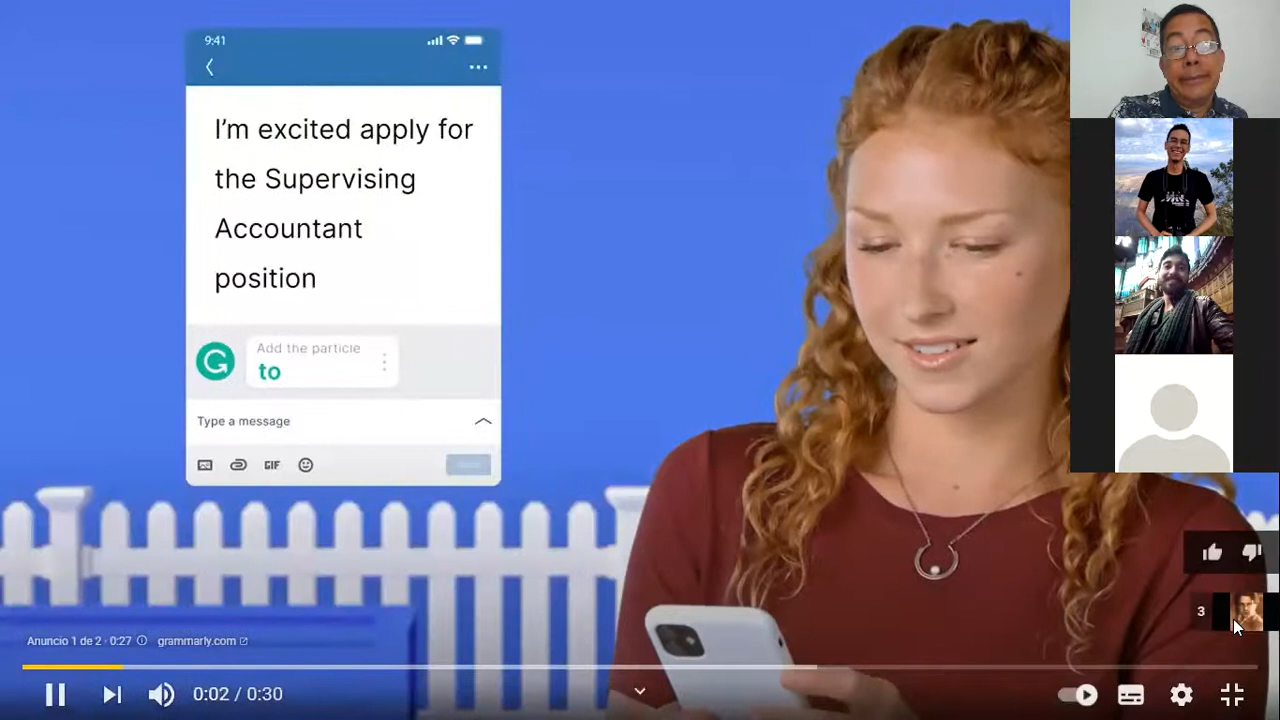 9:41
I'm excited apply for
the Supervising
Accountant
position
Add the particle
to
Type a message
GIF
3
Anuncio 1 de 2 · 0:27 grammarly.com
0:02 / 0:30